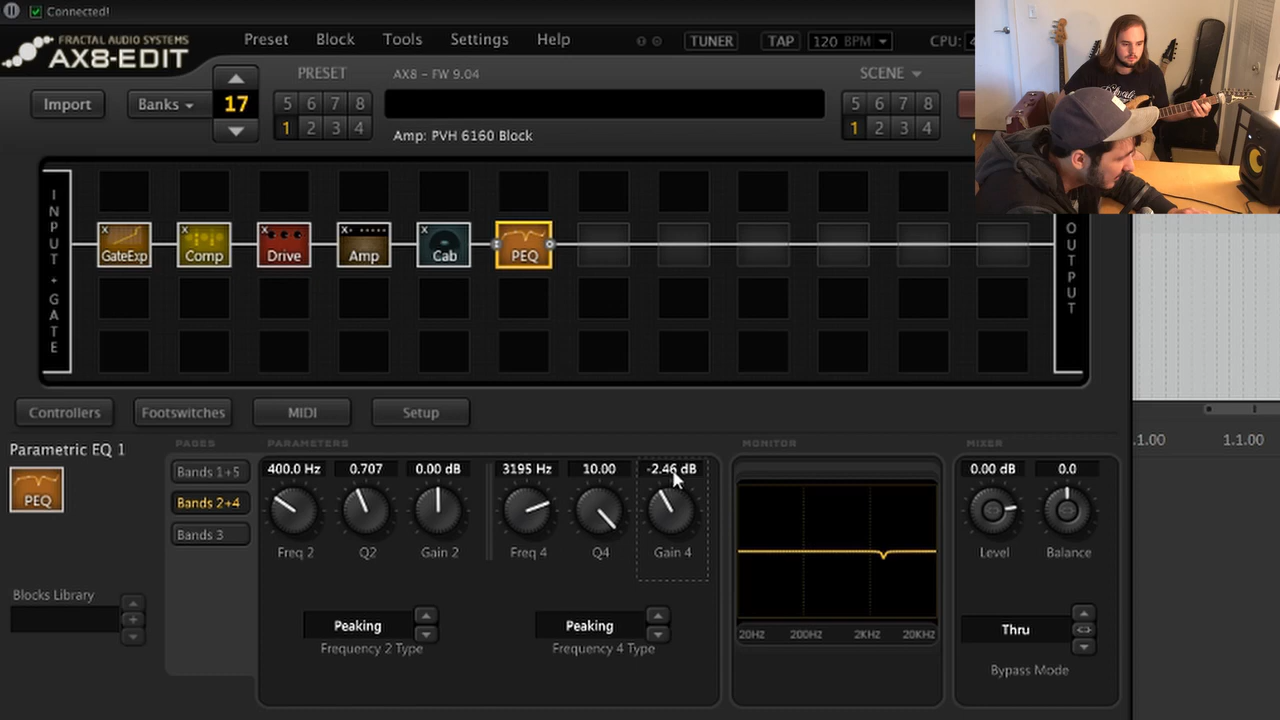 Connected!
FRACTAL AUDIO SYSTEMS
AX8-EDIT
Preset Block Tools Settings Help
TUNER TAP 120 BPM CPU: 4
PRESET AX8 - FW 9.04 SCENE
Import Banks 17
5 6 7 8
1 2 3 4
5 6 7 8
1 2 3 4
Amp: PVH 6160 Block
INPUT + GATE
X GateExp X Comp X Drive X Amp X Cab PEQ
OUTPUT
Controllers Footswitches MIDI Setup
.1.00 1.1.00
Parametric EQ 1
PEQ
PAGES
Bands 1+5
Bands 2+4
Bands 3
PARAMETERS
400.0 Hz 0.707 0.00 dB 3195 Hz 10.00 -2.46 dB
Freq 2 Q2 Gain 2 Freq 4 Q4 Gain 4
Peaking Peaking
Frequency 2 Type Frequency 4 Type
MONITOR
20HZ 200HZ 2KHZ 20KHZ
MIXER
0.00 dB 0.0
Level Balance
Thru
Bypass Mode
Blocks Library